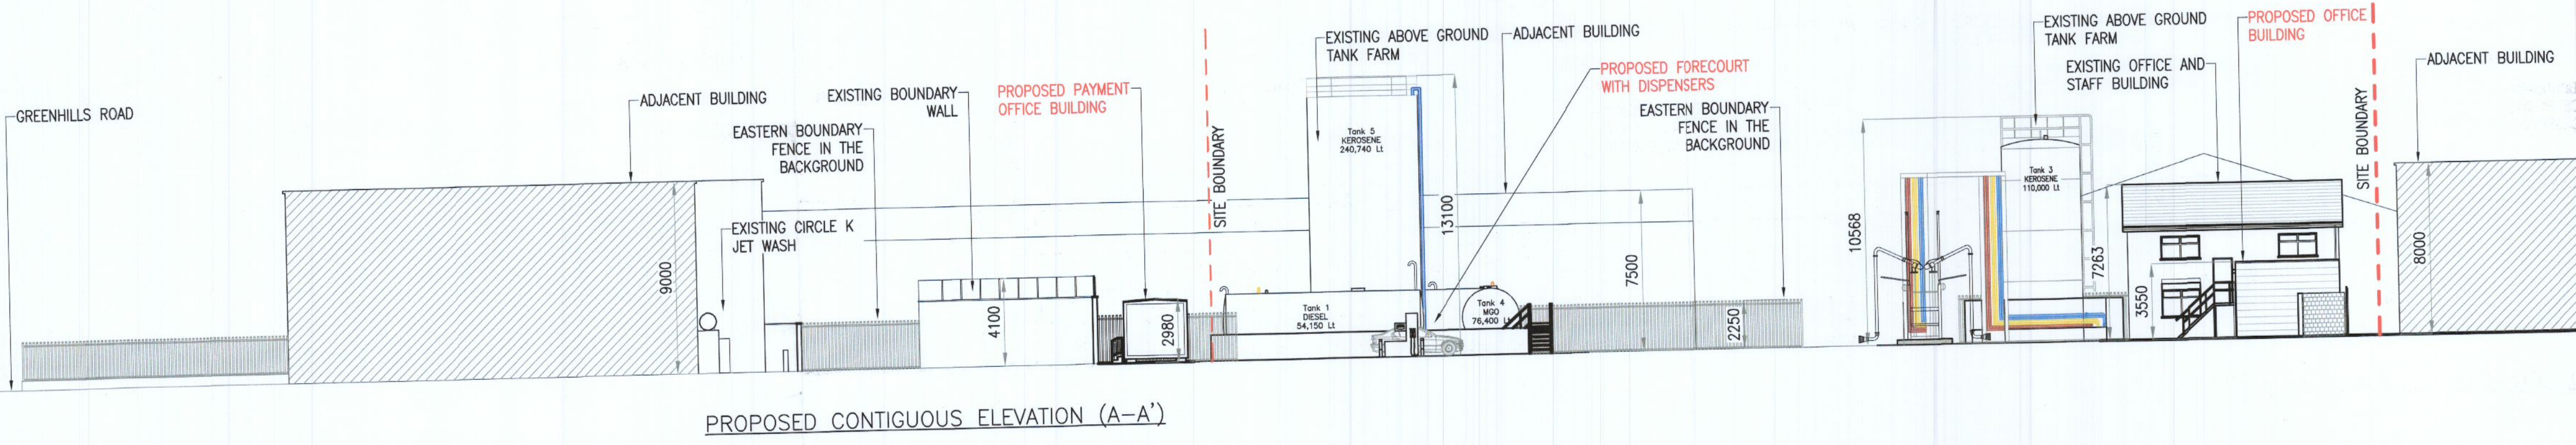 GREENHILLS ROAD
ADJACENT BUILDING
9000
EXISTING CIRCLE K
JET WASH
EASTERN BOUNDARY
FENCE IN THE
BACKGROUND
EXISTING BOUNDARY
WALL
4100
PROPOSED PAYMENT
OFFICE BUILDING
2980
SITE BOUNDARY
EXISTING ABOVE GROUND
TANK FARM
Tank 5
KEROSENE
240,740 Lt
Tank 1
DIESEL
54,150 Lt
13100
ADJACENT BUILDING
PROPOSED FORECOURT
WITH DISPENSERS
Tank 4
MGO
76,400 Lt
7500
EASTERN BOUNDARY
FENCE IN THE
BACKGROUND
2250
10568
EXISTING ABOVE GROUND
TANK FARM
Tank 3
KEROSENE
110,000 Lt
7263
EXISTING OFFICE AND
STAFF BUILDING
3550
PROPOSED OFFICE
BUILDING
SITE BOUNDARY
ADJACENT BUILDING
8000
PROPOSED CONTIGUOUS ELEVATION (A-A')